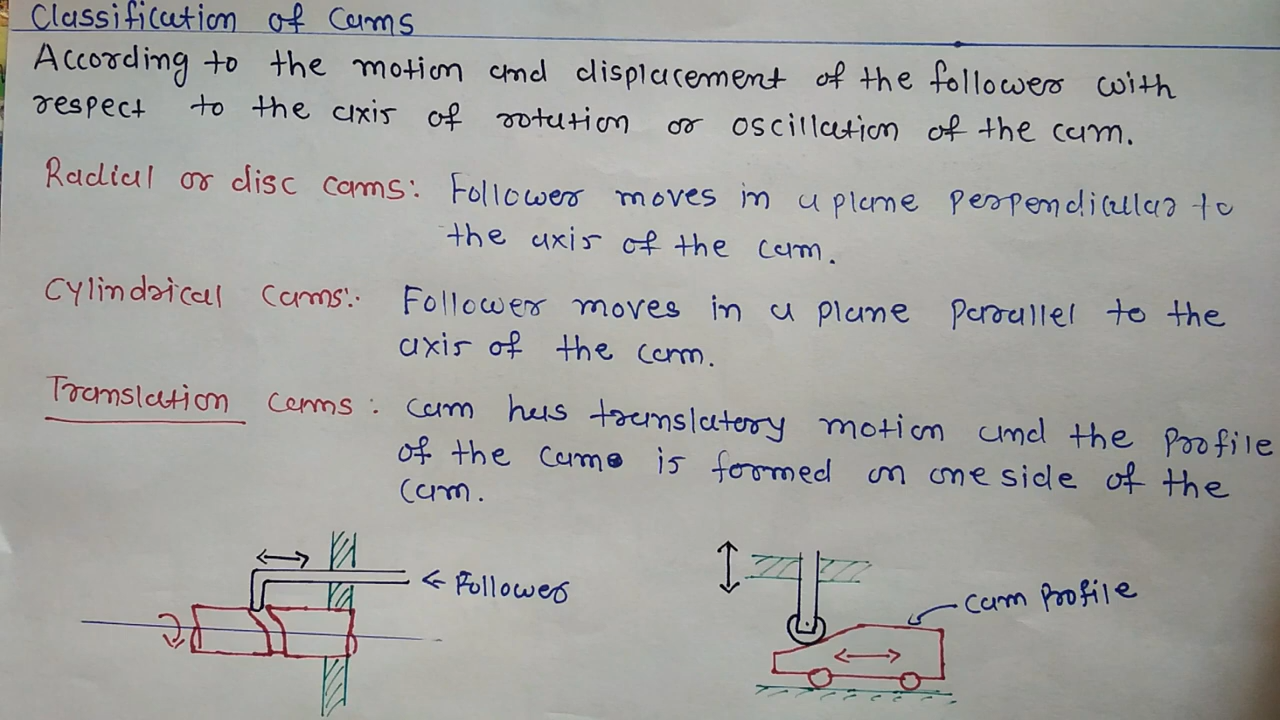 Classification of Cams
According to the motion and displacement of the follower with
respect to the axis of rotation or oscillation of the cam.
Radial or disc cams: Follower moves in a plane perpendicular to
the axis of the cam.
Cylindrical Cams:. Follower moves in a plane parallel to the
axis of the cam.
Translation cams: cam has translatory motion and the profile
of the cam is formed on one side of the
cam.
Follower
cam profile